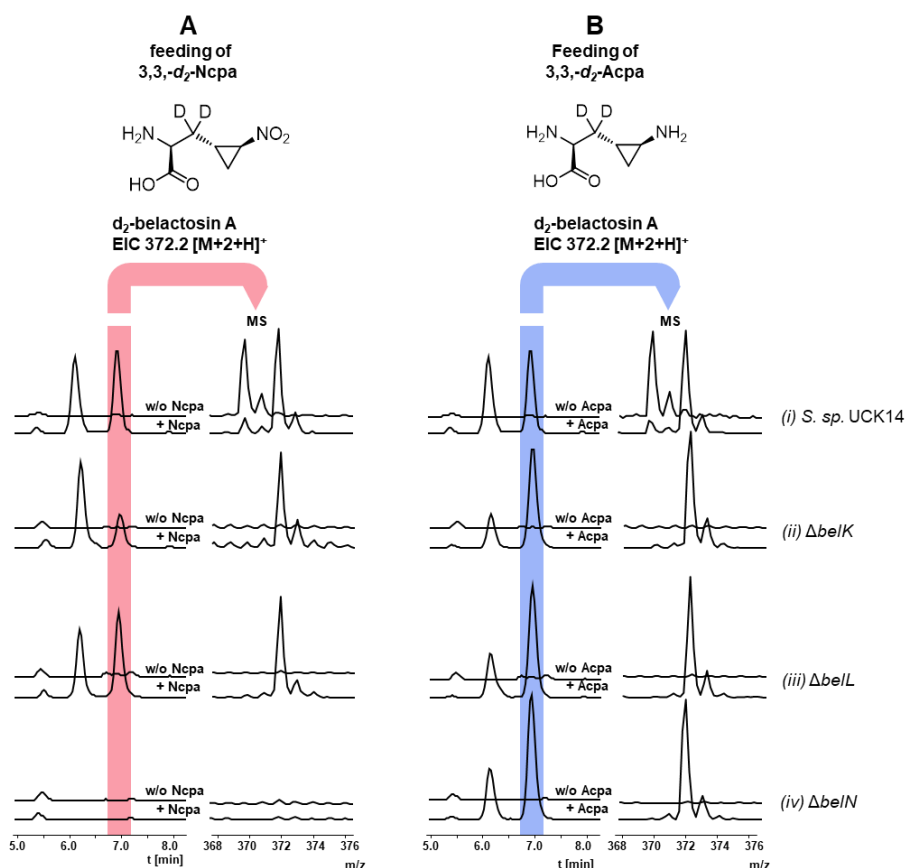 A
feeding of
3,3,-d2-Ncpa
D D
H2N
NO2
HO
O
d2-belactosin A
EIC 372.2 [M+2+H]+
MS
w/o Ncpa
+ Ncpa
w/o Ncpa
+ Ncpa
w/o Ncpa
+ Ncpa
w/o Ncpa
+ Ncpa
5.0 6.0 7.0 8.0
t [min]
368 370 372 374 376
m/z
B
Feeding of
3,3,-d2-Acpa
D D
H2N
NH2
HO
O
d2-belactosin A
EIC 372.2 [M+2+H]+
MS
w/o Acpa
+ Acpa
w/o Acpa
+ Acpa
w/o Acpa
+ Acpa
w/o Acpa
+ Acpa
5.0 6.0 7.0 8.0
t [min]
368 370 372 374 376
m/z
(i) S. sp. UCK14
(ii) ΔbelK
(iii) ΔbelL
(iv) ΔbelN